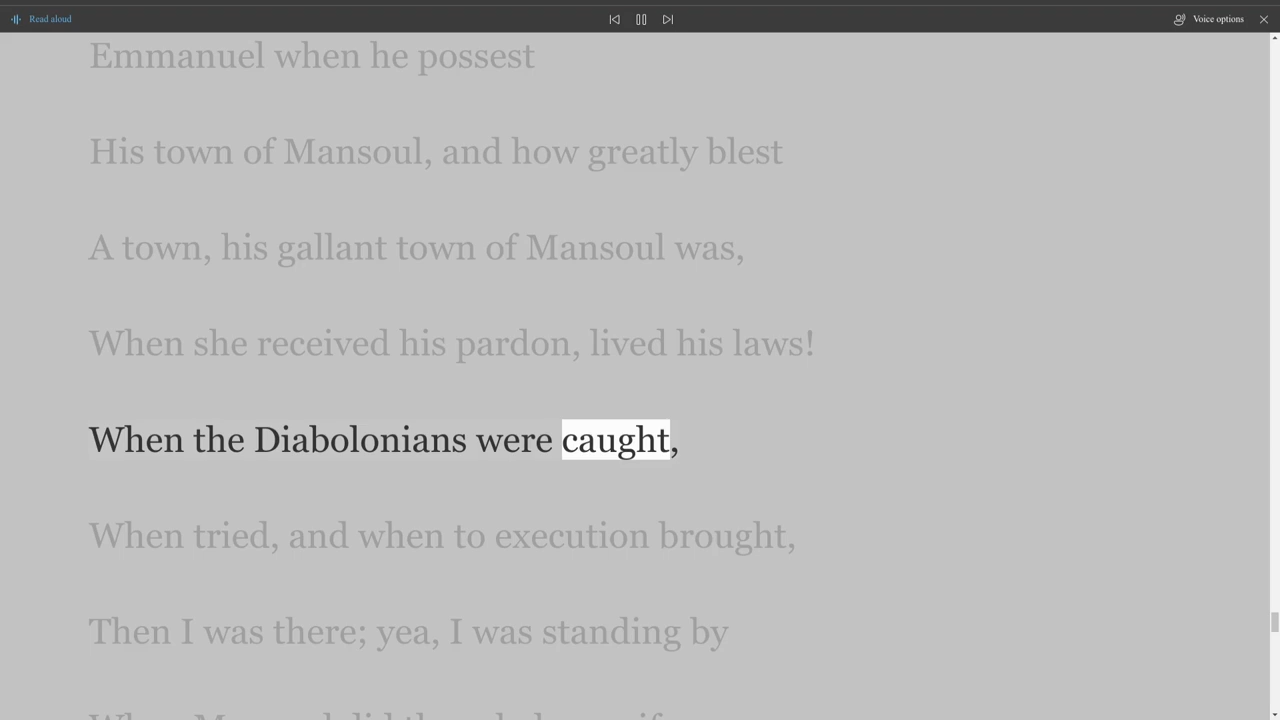 Read aloud
Voice options
Emmanuel when he possest
His town of Mansoul, and how greatly blest
A town, his gallant town of Mansoul was,
When she received his pardon, lived his laws!
When the Diabolonians were caught,
When tried, and when to execution brought,
Then I was there; yea, I was standing by